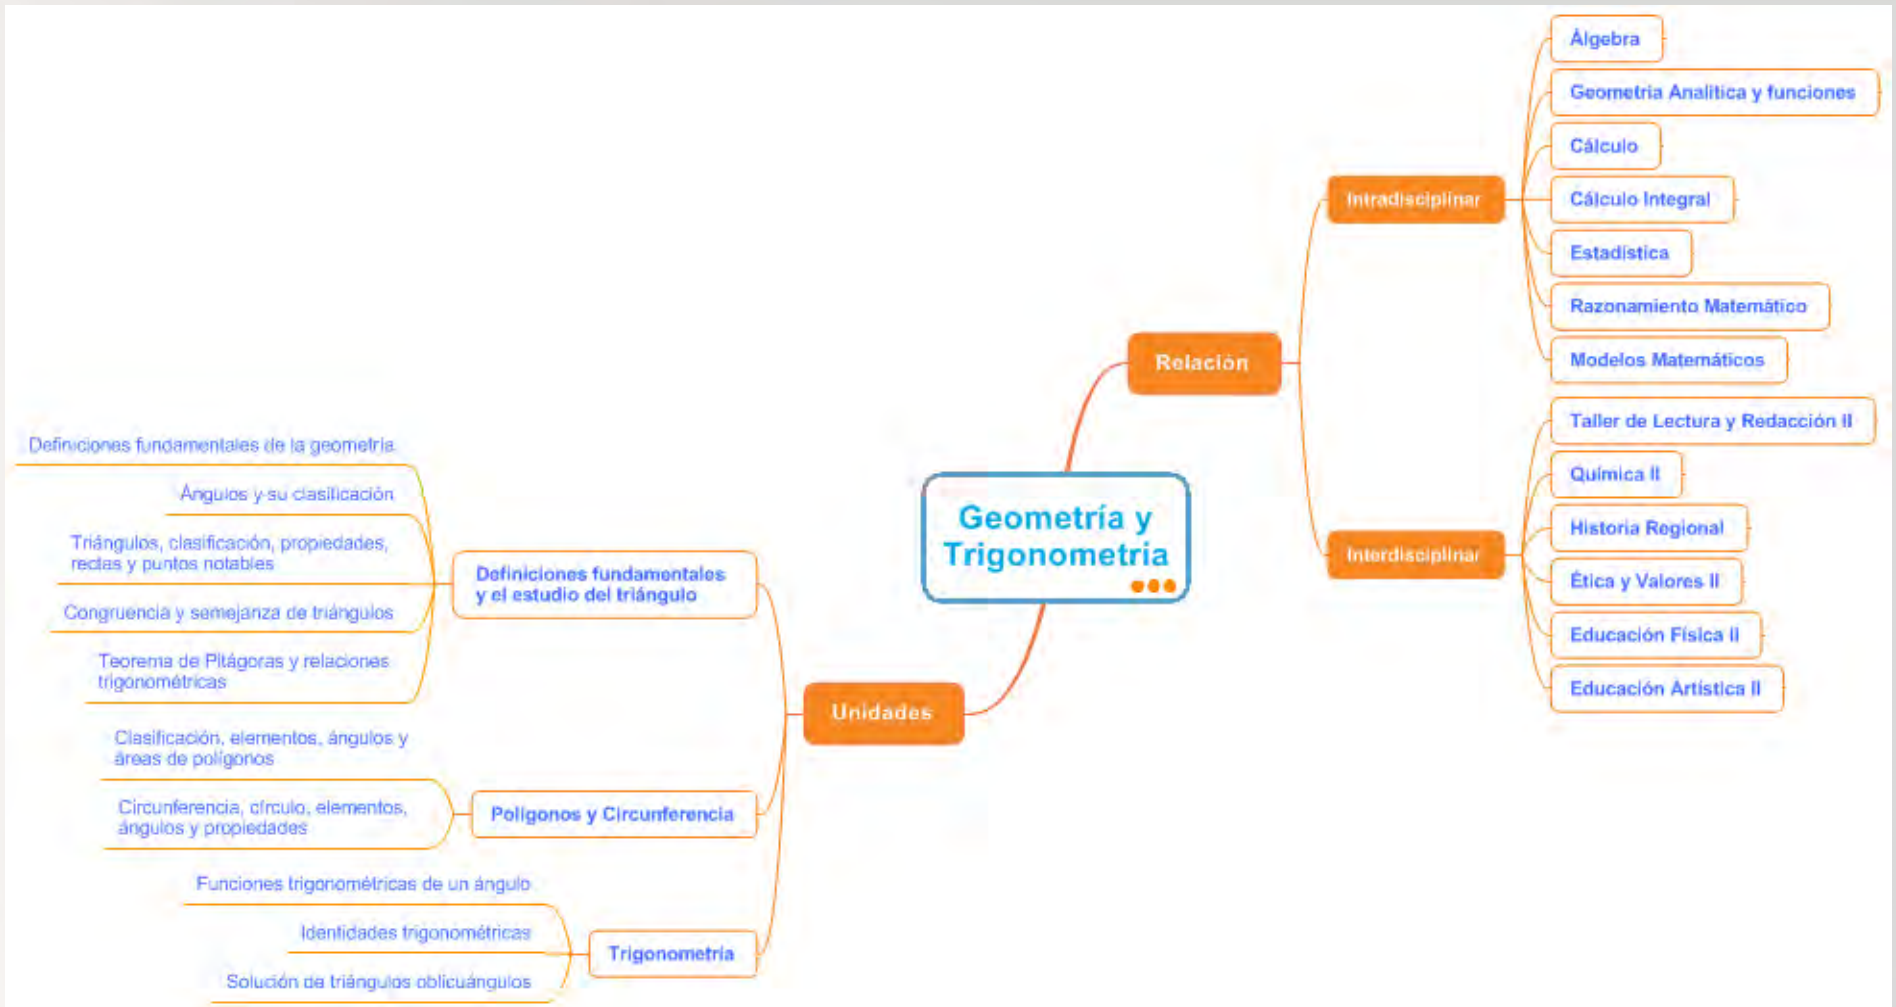 Geometría y
Trigonometría
Relación
Intradisciplinar
Álgebra
Geometría Analítica y funciones
Cálculo
Cálculo Integral
Estadística
Razonamiento Matemático
Modelos Matemáticos
Interdisciplinar
Taller de Lectura y Redacción II
Química II
Historia Regional
Ética y Valores II
Educación Física II
Educación Artística II
Unidades
Definiciones fundamentales
y el estudio del triángulo
Definiciones fundamentales de la geometría
Ángulos y su clasificación
Triángulos, clasificación, propiedades,
rectas y puntos notables
Congruencia y semejanza de triángulos
Teorema de Pitágoras y relaciones
trigonométricas
Polígonos y Circunferencia
Clasificación, elementos, ángulos y
áreas de polígonos
Circunferencia, círculo, elementos,
ángulos y propiedades
Trigonometría
Funciones trigonométricas de un ángulo
Identidades trigonométricas
Solución de triángulos oblicuángulos